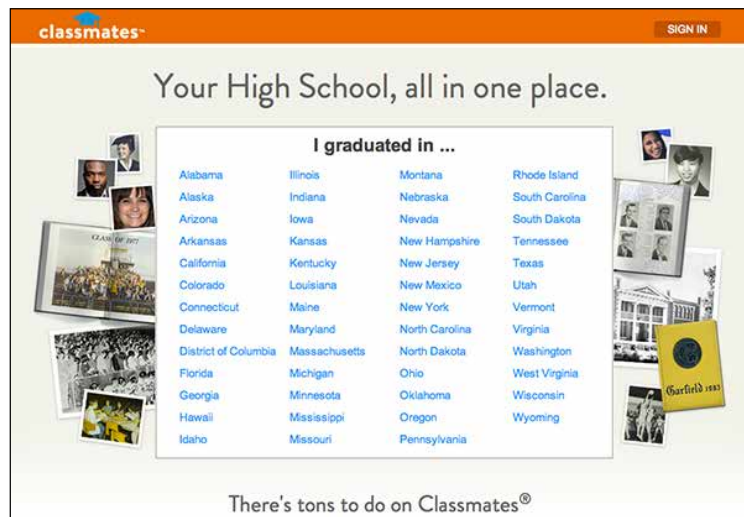 classmates™
SIGN IN
Your High School, all in one place.
I graduated in ...
Alabama
Alaska
Arizona
Arkansas
California
Colorado
Connecticut
Delaware
District of Columbia
Florida
Georgia
Hawaii
Idaho
Illinois
Indiana
Iowa
Kansas
Kentucky
Louisiana
Maine
Maryland
Massachusetts
Michigan
Minnesota
Mississippi
Missouri
Montana
Nebraska
Nevada
New Hampshire
New Jersey
New Mexico
New York
North Carolina
North Dakota
Ohio
Oklahoma
Oregon
Pennsylvania
Rhode Island
South Carolina
South Dakota
Tennessee
Texas
Utah
Vermont
Virginia
Washington
West Virginia
Wisconsin
Wyoming
CLASS OF 1977
Garfield 1983
There's tons to do on Classmates®